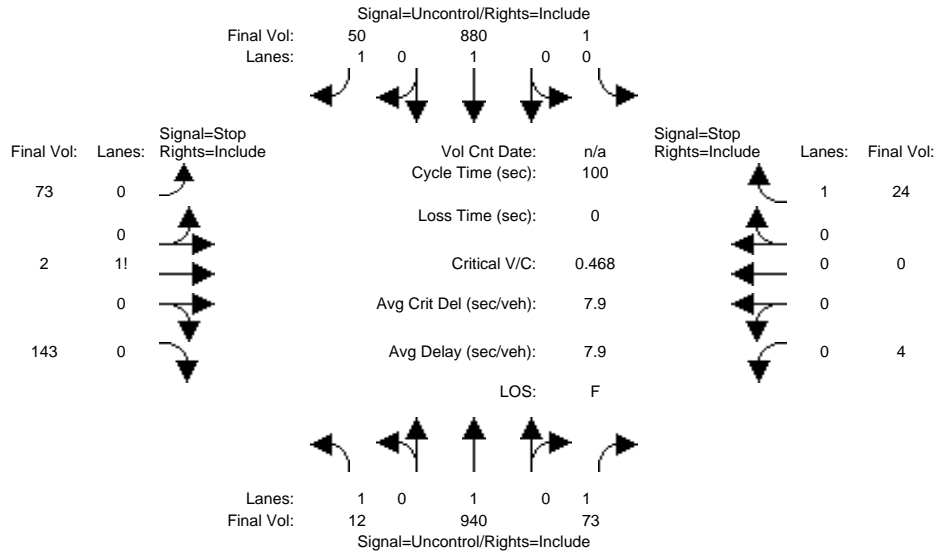 Signal=Uncontrol/Rights=Include
Final Vol: 50 880 1
Lanes: 1 0 1 0 0
Signal=Stop
Final Vol: Lanes: Rights=Include
Vol Cnt Date: n/a
Signal=Stop
Rights=Include Lanes: Final Vol:
Cycle Time (sec): 100
73 0
1 24
Loss Time (sec): 0
0
0
2 1!
Critical V/C: 0.468
0 0
0
Avg Crit Del (sec/veh): 7.9
0
143 0
Avg Delay (sec/veh): 7.9
0 4
LOS: F
Lanes: 1 0 1 0 1
Final Vol: 12 940 73
Signal=Uncontrol/Rights=Include